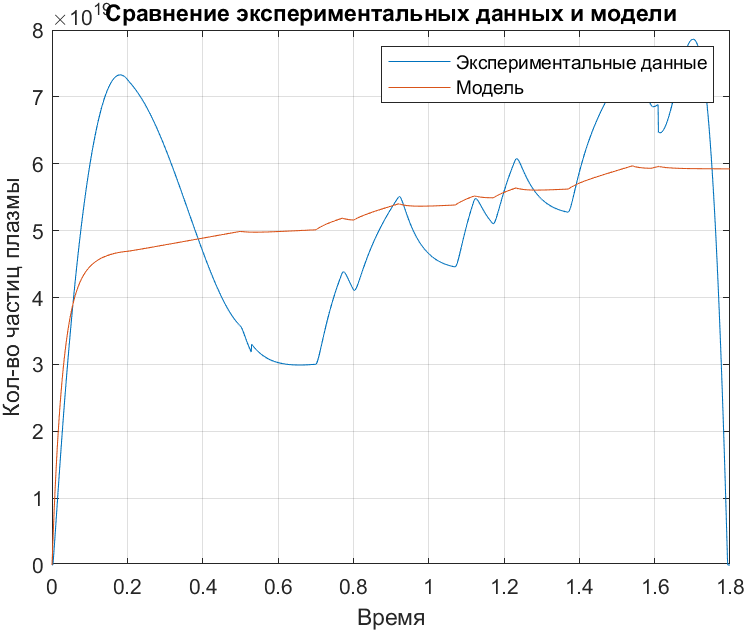 ×10¹⁹
Сравнение экспериментальных данных и модели
Экспериментальные данные
Модель
Кол-во частиц плазмы
8
7
6
5
4
3
2
1
0
0 0.2 0.4 0.6 0.8 1 1.2 1.4 1.6 1.8
Время